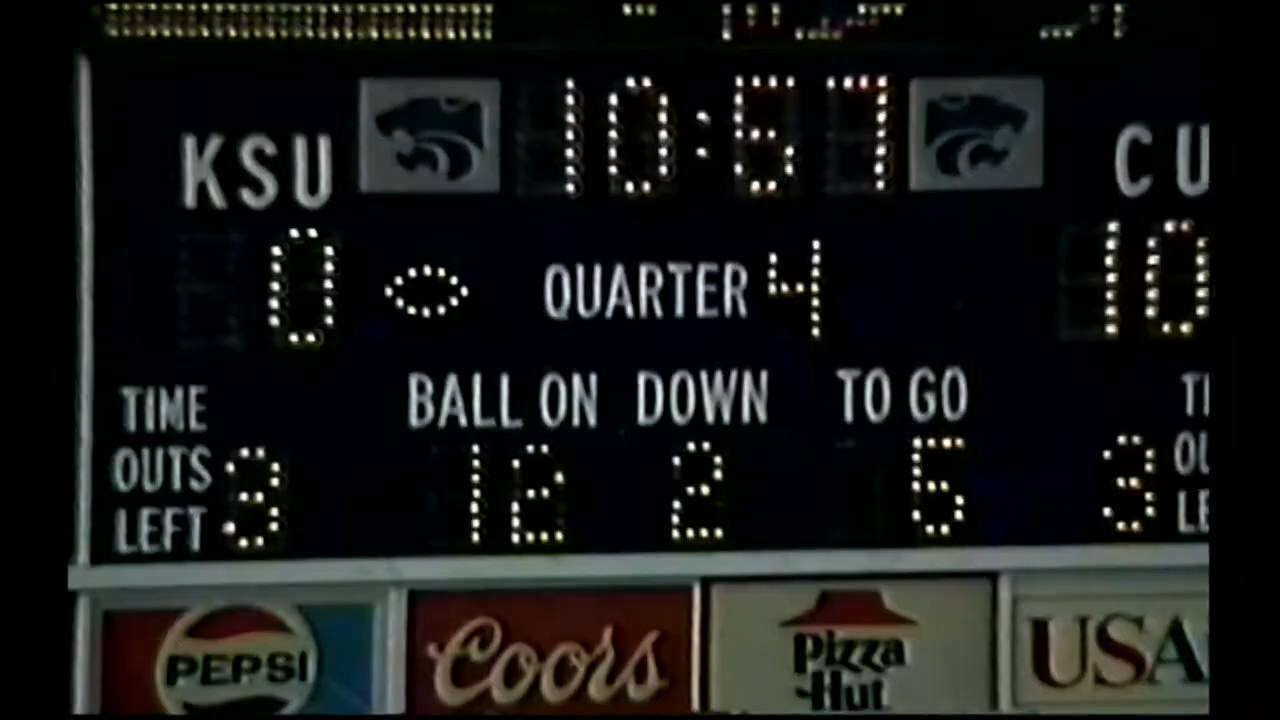 10:57
KSU CU
0 QUARTER 4 10
TIME OUTS LEFT 3
BALL ON DOWN TO GO
12 2 5
3
PEPSI
Coors
Pizza Hut
USA